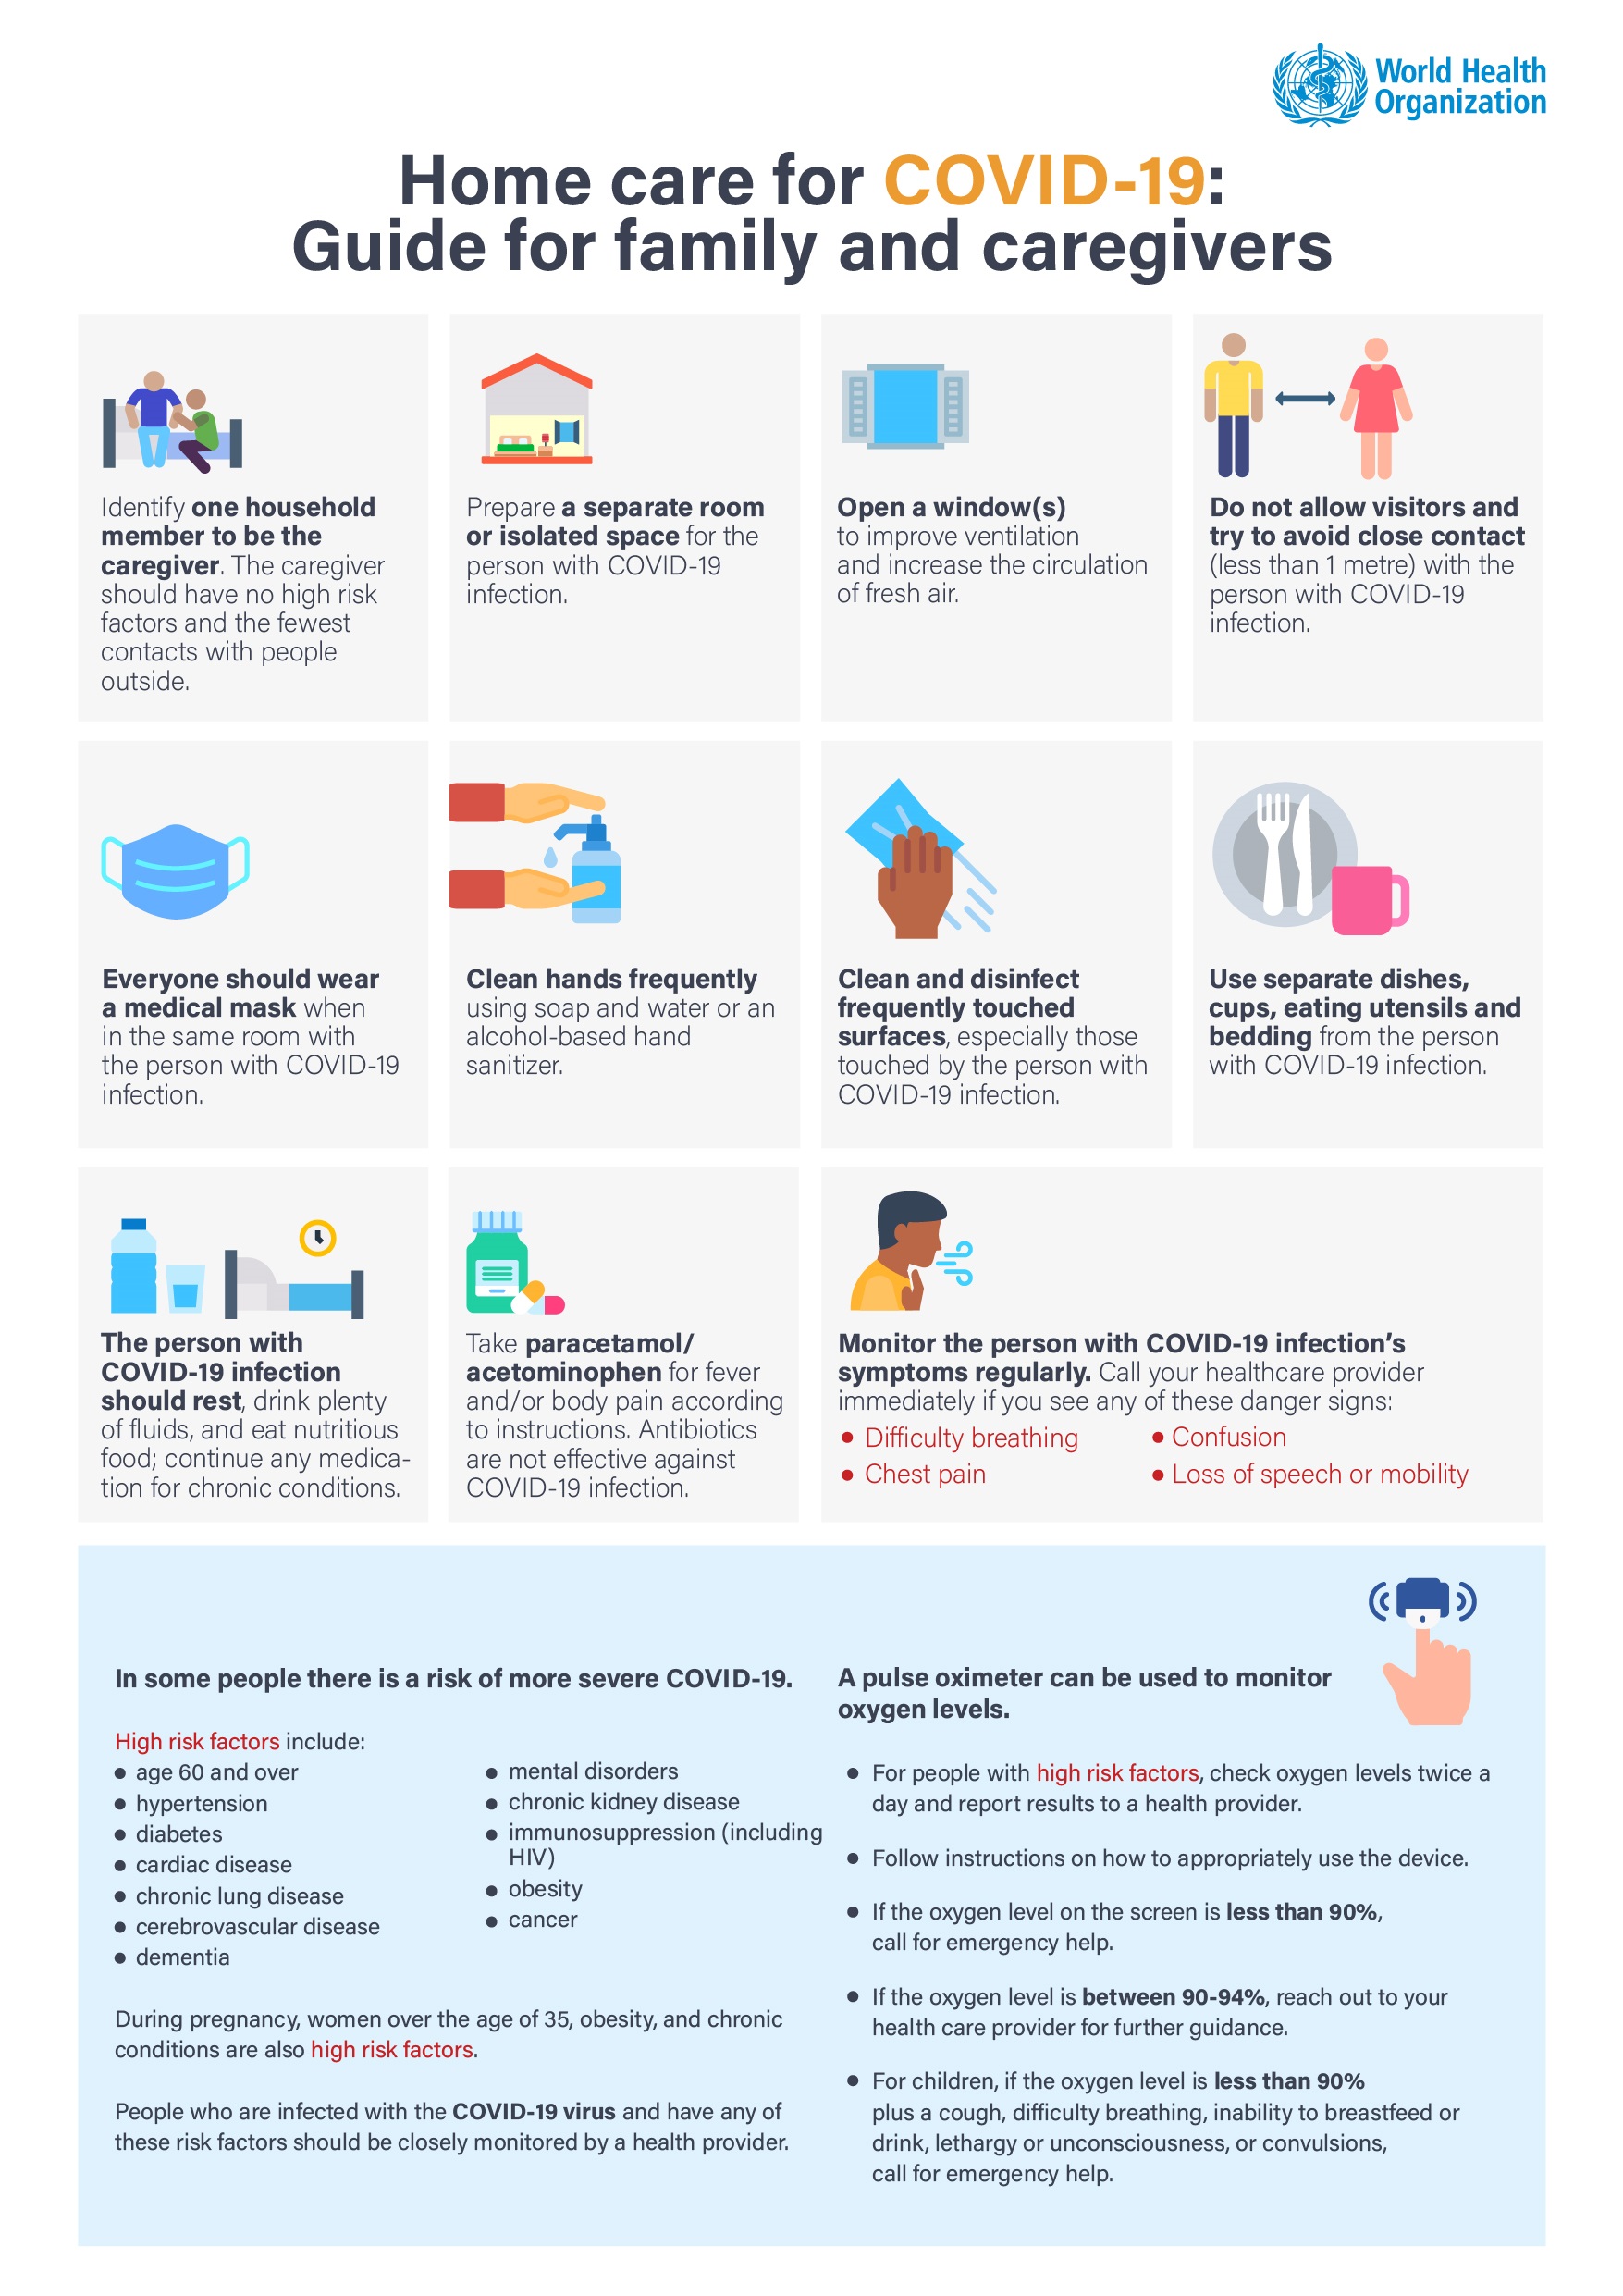 World Health
Organization
Home care for COVID-19:
Guide for family and caregivers
Identify one household
member to be the
caregiver. The caregiver
should have no high risk
factors and the fewest
contacts with people
outside.
Prepare a separate room
or isolated space for the
person with COVID-19
infection.
Open a window(s)
to improve ventilation
and increase the circulation
of fresh air.
Do not allow visitors and
try to avoid close contact
(less than 1 metre) with the
person with COVID-19
infection.
Everyone should wear
a medical mask when
in the same room with
the person with COVID-19
infection.
Clean hands frequently
using soap and water or an
alcohol-based hand
sanitizer.
Clean and disinfect
frequently touched
surfaces, especially those
touched by the person with
COVID-19 infection.
Use separate dishes,
cups, eating utensils and
bedding from the person
with COVID-19 infection.
The person with
COVID-19 infection
should rest, drink plenty
of fluids, and eat nutritious
food; continue any medica-
tion for chronic conditions.
Take paracetamol/
acetominophen for fever
and/or body pain according
to instructions. Antibiotics
are not effective against
COVID-19 infection.
Monitor the person with COVID-19 infection's
symptoms regularly. Call your healthcare provider
immediately if you see any of these danger signs:
• Difficulty breathing
• Chest pain
• Confusion
• Loss of speech or mobility
In some people there is a risk of more severe COVID-19.
High risk factors include:
• age 60 and over
• hypertension
• diabetes
• cardiac disease
• chronic lung disease
• cerebrovascular disease
• dementia
• mental disorders
• chronic kidney disease
• immunosuppression (including
HIV)
• obesity
• cancer
During pregnancy, women over the age of 35, obesity, and chronic
conditions are also high risk factors.
People who are infected with the COVID-19 virus and have any of
these risk factors should be closely monitored by a health provider.
A pulse oximeter can be used to monitor
oxygen levels.
• For people with high risk factors, check oxygen levels twice a
day and report results to a health provider.
• Follow instructions on how to appropriately use the device.
• If the oxygen level on the screen is less than 90%,
call for emergency help.
• If the oxygen level is between 90-94%, reach out to your
health care provider for further guidance.
• For children, if the oxygen level is less than 90%
plus a cough, difficulty breathing, inability to breastfeed or
drink, lethargy or unconsciousness, or convulsions,
call for emergency help.